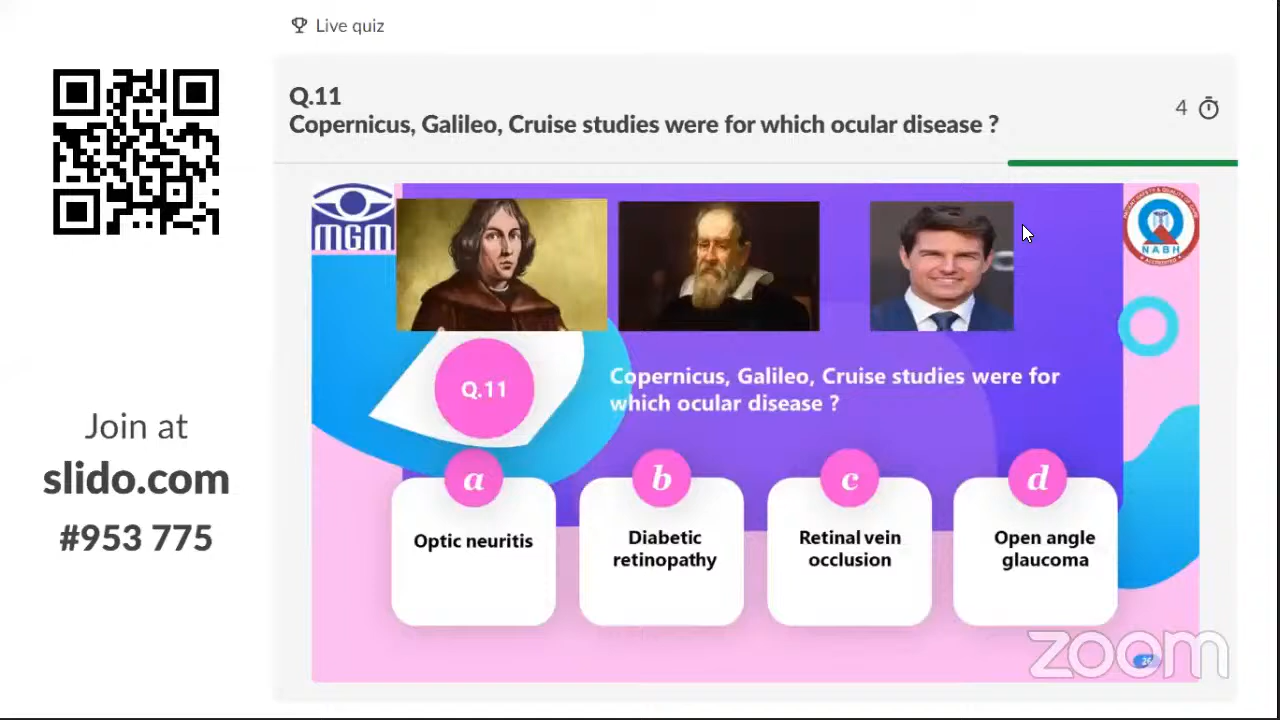 Live quiz
Q.11
Copernicus, Galileo, Cruise studies were for which ocular disease ?
4
MGM
NABH
Q.11
Copernicus, Galileo, Cruise studies were for
which ocular disease ?
a
b
c
d
Optic neuritis
Diabetic
retinopathy
Retinal vein
occlusion
Open angle
glaucoma
Join at
slido.com
#953 775
zoom